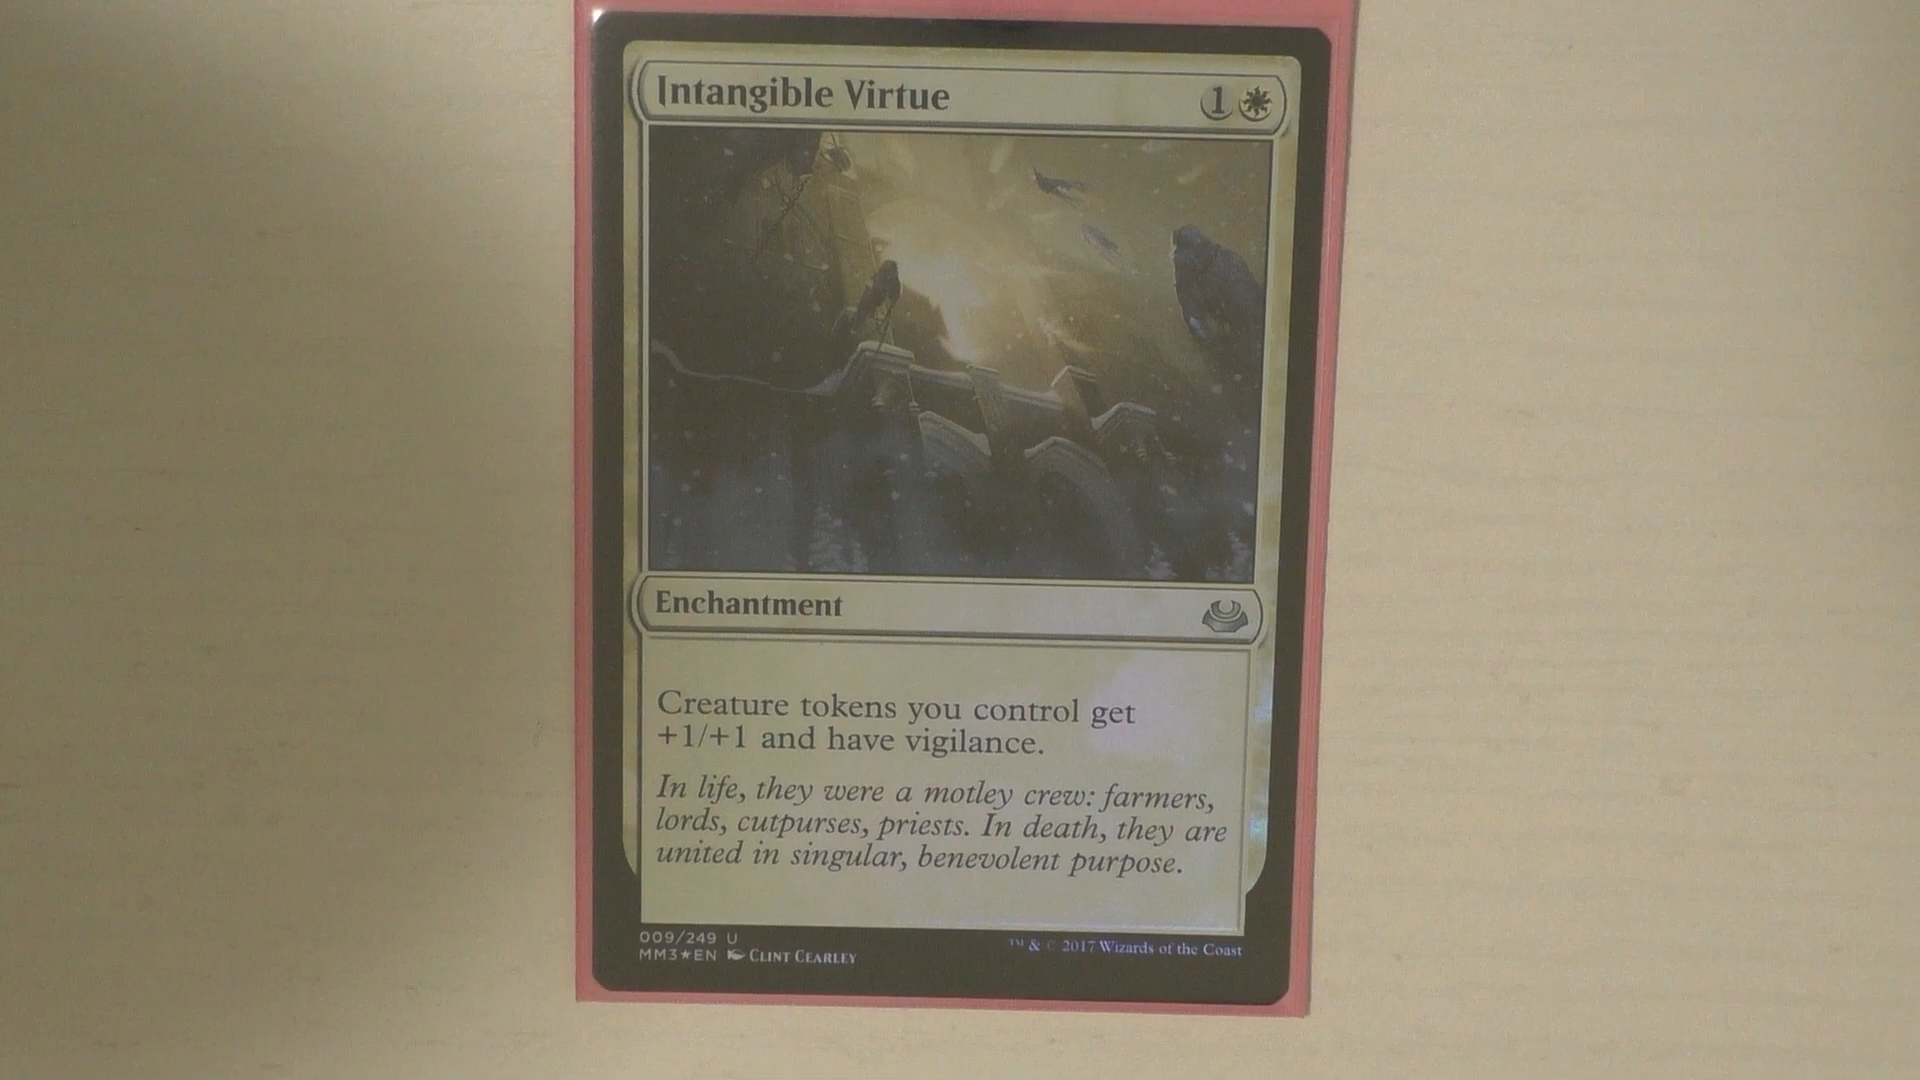 Intangible Virtue 1
Enchantment
Creature tokens you control get
+1/+1 and have vigilance.
In life, they were a motley crew: farmers,
lords, cutpurses, priests. In death, they are
united in singular, benevolent purpose.
009/249 U
MM3★EN CLINT CEARLEY
™ & © 2017 Wizards of the Coast